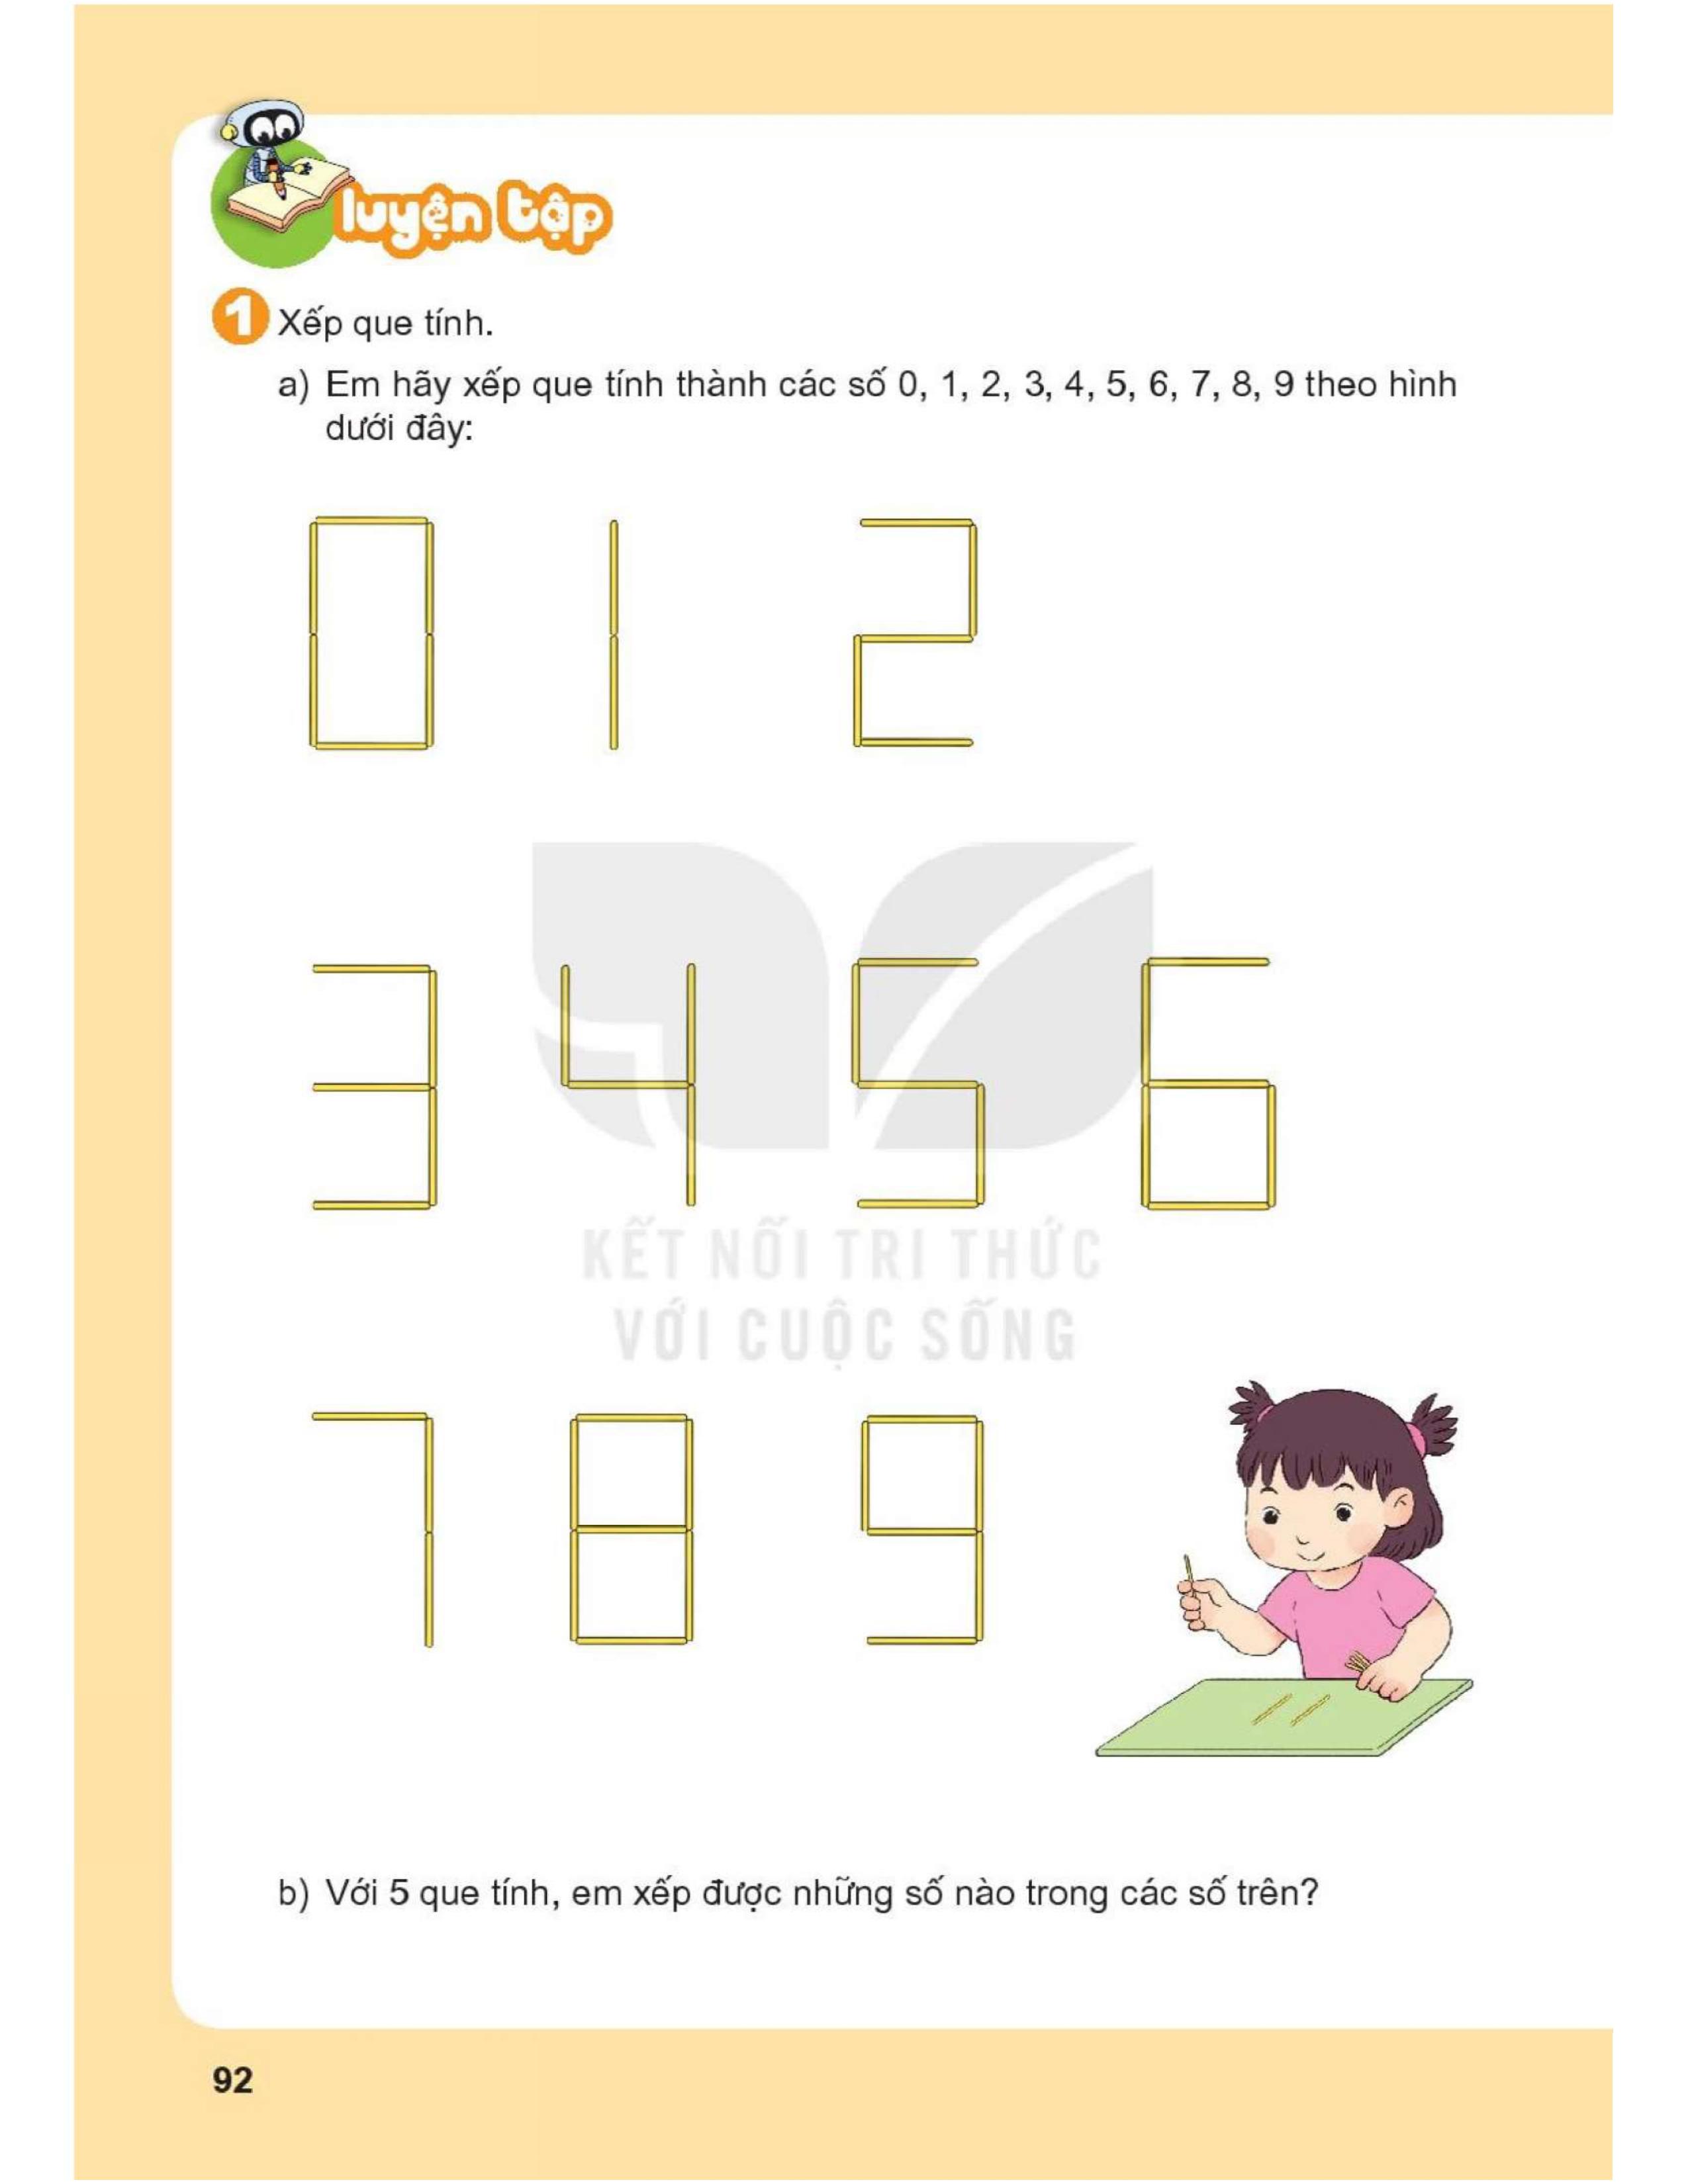 luyện tập
1 Xếp que tính.
a) Em hãy xếp que tính thành các số 0, 1, 2, 3, 4, 5, 6, 7, 8, 9 theo hình
dưới đây:
0 1 2
3 4 5 6
KẾT NỐI TRI THỨC
VỚI CUỘC SỐNG
7 8 9
b) Với 5 que tính, em xếp được những số nào trong các số trên?
92